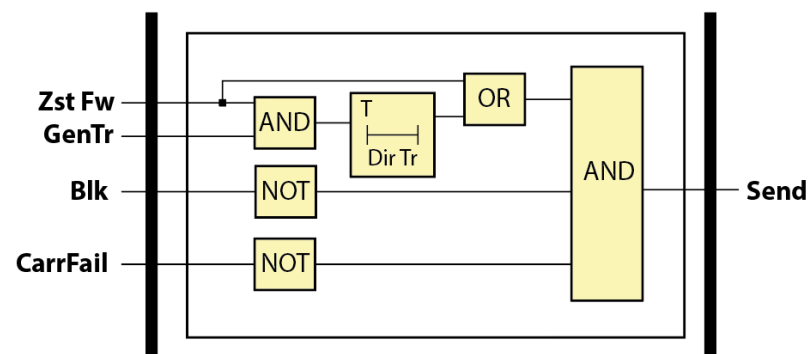 Zst Fw
GenTr
Blk
CarrFail
AND
NOT
NOT
T
Dir Tr
OR
AND
Send